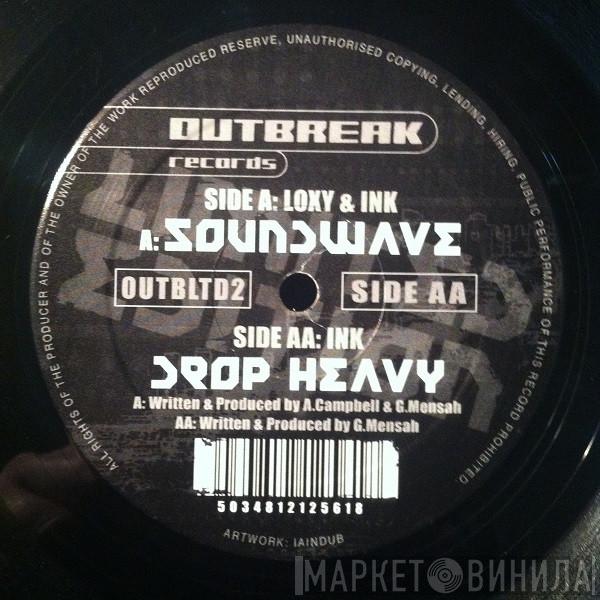 ALL RIGHTS OF THE PRODUCER AND OF THE OWNER OF THE WORK REPRODUCED RESERVE, UNAUTHORISED COPYING, LENDING, HIRING, PUBLIC PERFORMANCE OF THIS RECORD PROHIBITED.
OUTBREAK
records
SIDE A: LOXY & INK
A: SOUNDWAVE
OUTBLTD2
SIDE AA
SIDE AA: INK
DROP HEAVY
A: Written & Produced by A.Campbell & G.Mensah
AA: Written & Produced by G.Mensah
5034812125618
ARTWORK: IAINDUB
МАРКЕТ ВИНИЛА